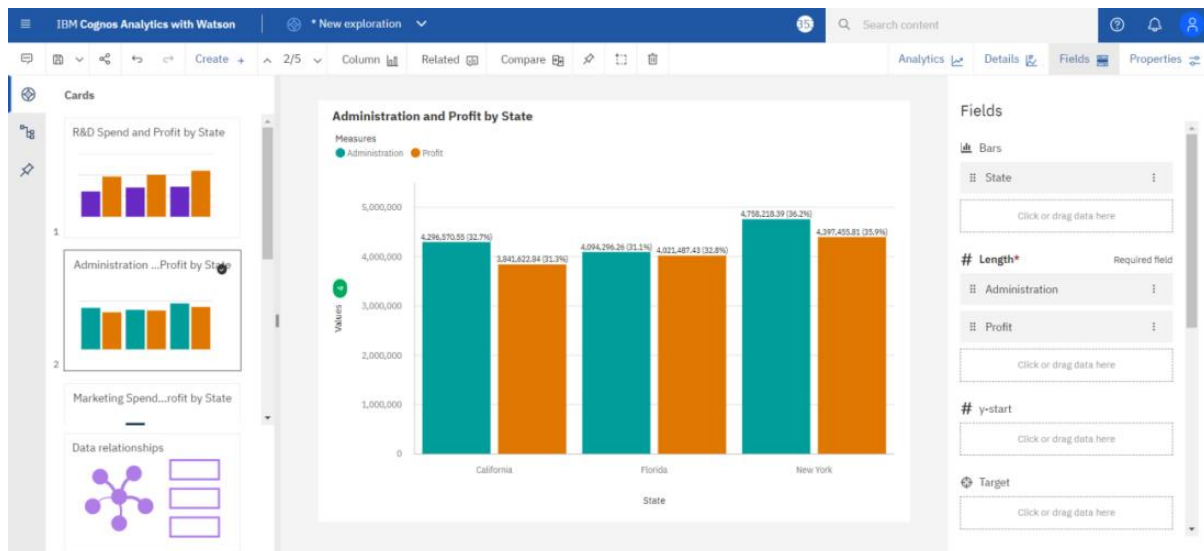 IBM Cognos Analytics with Watson
* New exploration
Search content
Create +
2/5
Column
Related
Compare
Analytics
Details
Fields
Properties
Cards
R&D Spend and Profit by State
1
Administration ...Profit by State
2
Marketing Spend...rofit by State
Data relationships
Administration and Profit by State
Measures
Administration
Profit
Values
5,000,000
4,000,000
3,000,000
2,000,000
1,000,000
0
4,296,570.55 (32.7%)
3,841,622.84 (31.3%)
4,094,296.26 (31.1%)
4,021,487.43 (32.8%)
4,758,218.39 (36.2%)
4,397,455.81 (35.9%)
California
Florida
New York
State
Fields
Bars
State
Click or drag data here
# Length*
Required field
Administration
Profit
Click or drag data here
# y-start
Click or drag data here
Target
Click or drag data here